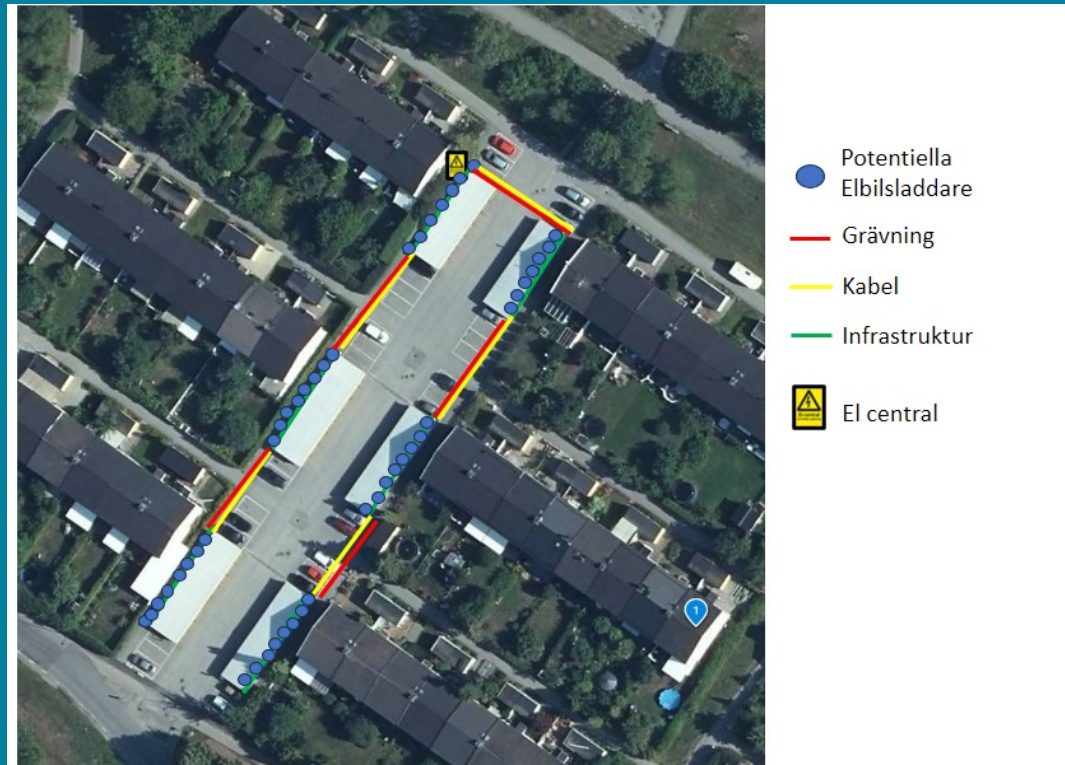 Potentiella
Elbilsladdare
Grävning
Kabel
Infrastruktur
El central
1